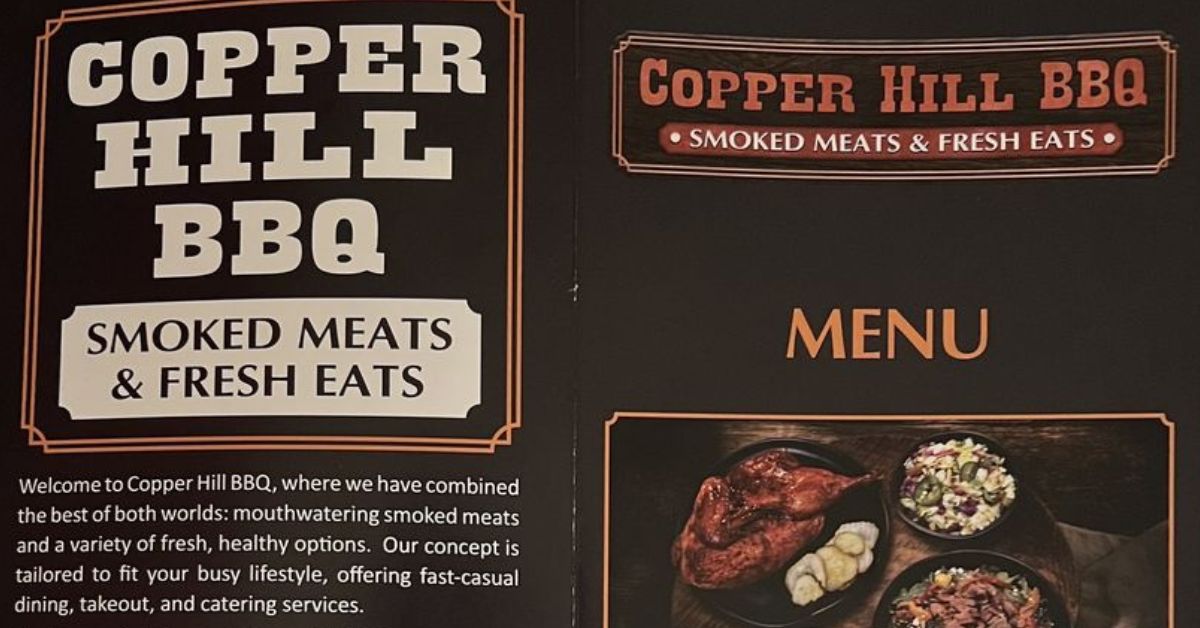 COPPER
HILL
BBQ
SMOKED MEATS
& FRESH EATS
Welcome to Copper Hill BBQ, where we have combined
the best of both worlds: mouthwatering smoked meats
and a variety of fresh, healthy options. Our concept is
tailored to fit your busy lifestyle, offering fast-casual
dining, takeout, and catering services.
COPPER HILL BBQ
• SMOKED MEATS & FRESH EATS •
MENU